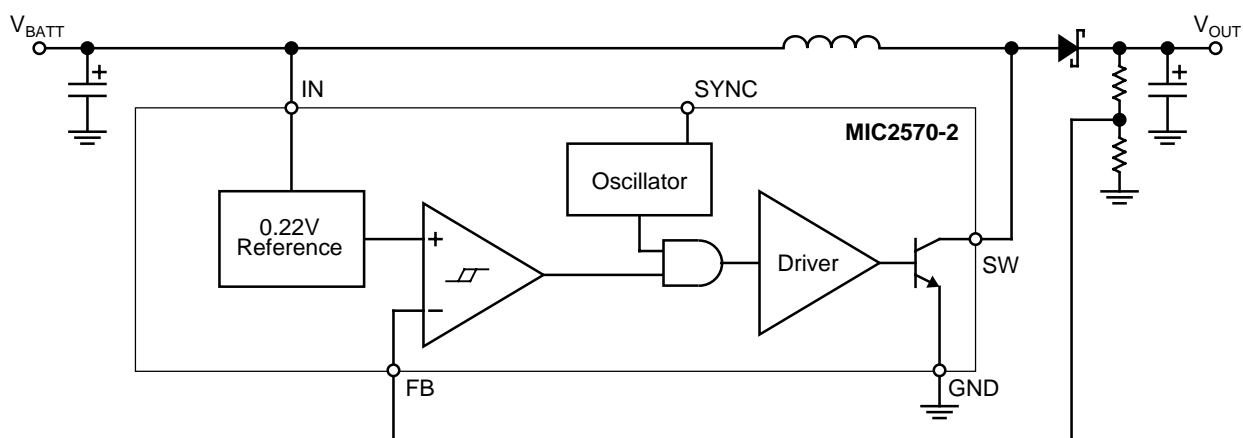 VBATT
VOUT
+
+
IN
SYNC
MIC2570-2
Oscillator
0.22V
Reference
+
−
Driver
SW
FB
GND